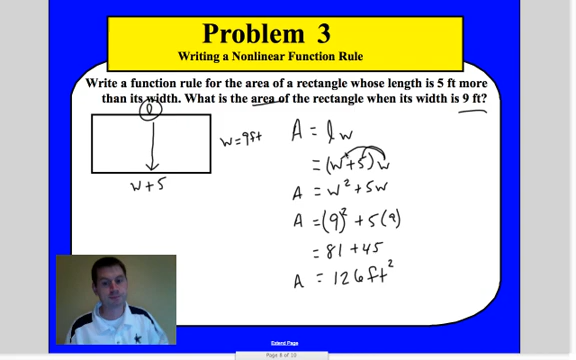 Problem 3
Writing a Nonlinear Function Rule
Write a function rule for the area of a rectangle whose length is 5 ft more
than its width. What is the area of the rectangle when its width is 9 ft?
l
w=9ft
w+5
A = lw
= (w+5)w
A = w² + 5w
A = (9)² + 5(9)
= 81 + 45
A = 126 ft²
Extend Page
Page 6 of 10